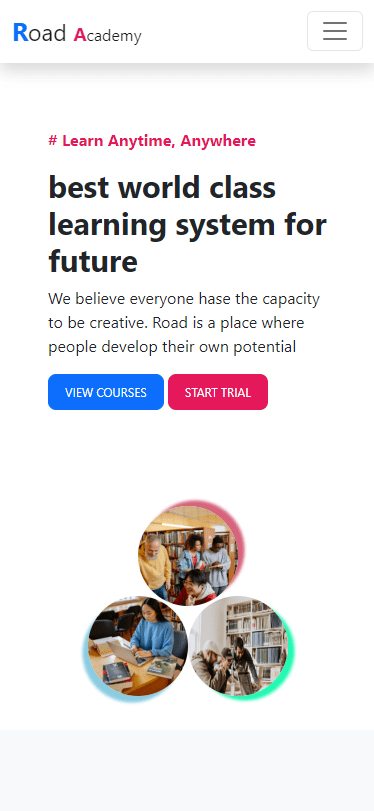 Road Academy
# Learn Anytime, Anywhere
best world class
learning system for
future
We believe everyone hase the capacity
to be creative. Road is a place where
people develop their own potential
VIEW COURSES START TRIAL